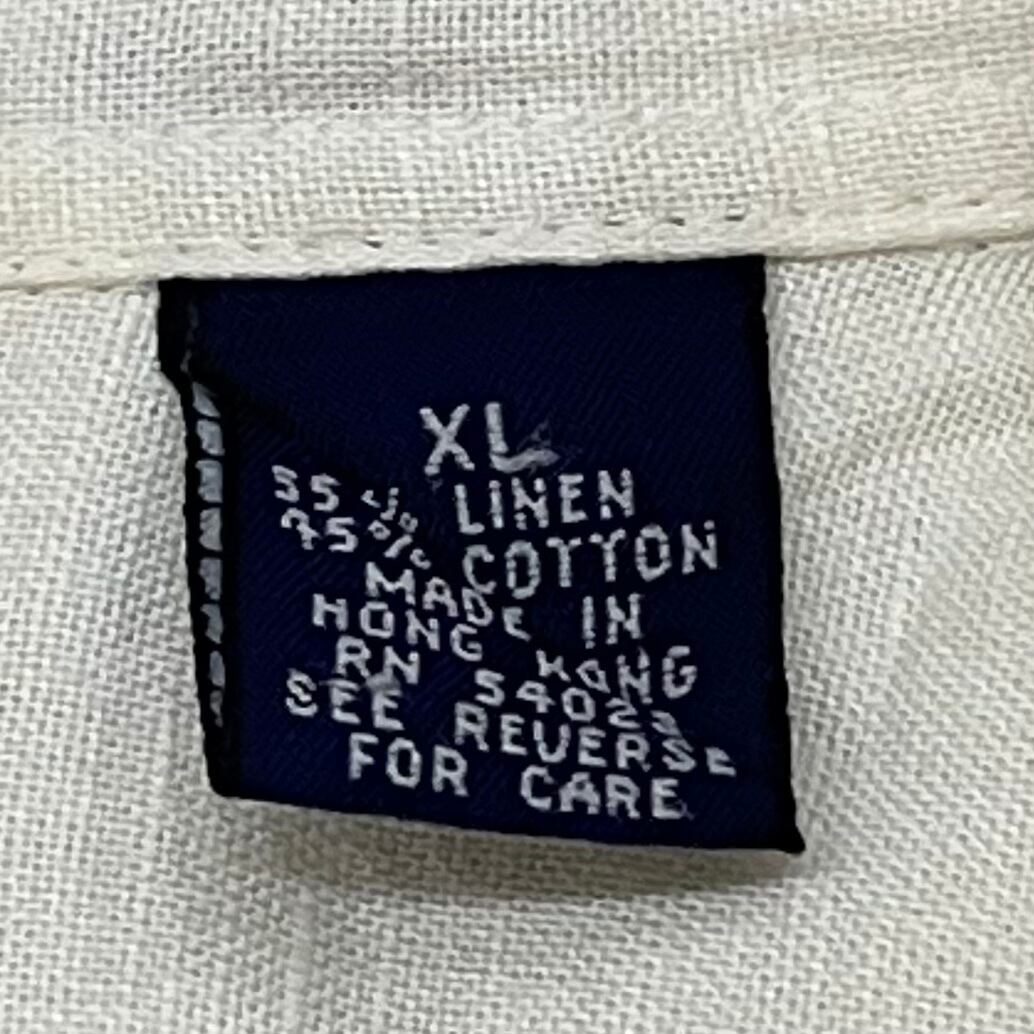 XL
55% LINEN
45% COTTON
MADE IN
HONG KONG
RN 54023
SEE REVERSE
FOR CARE